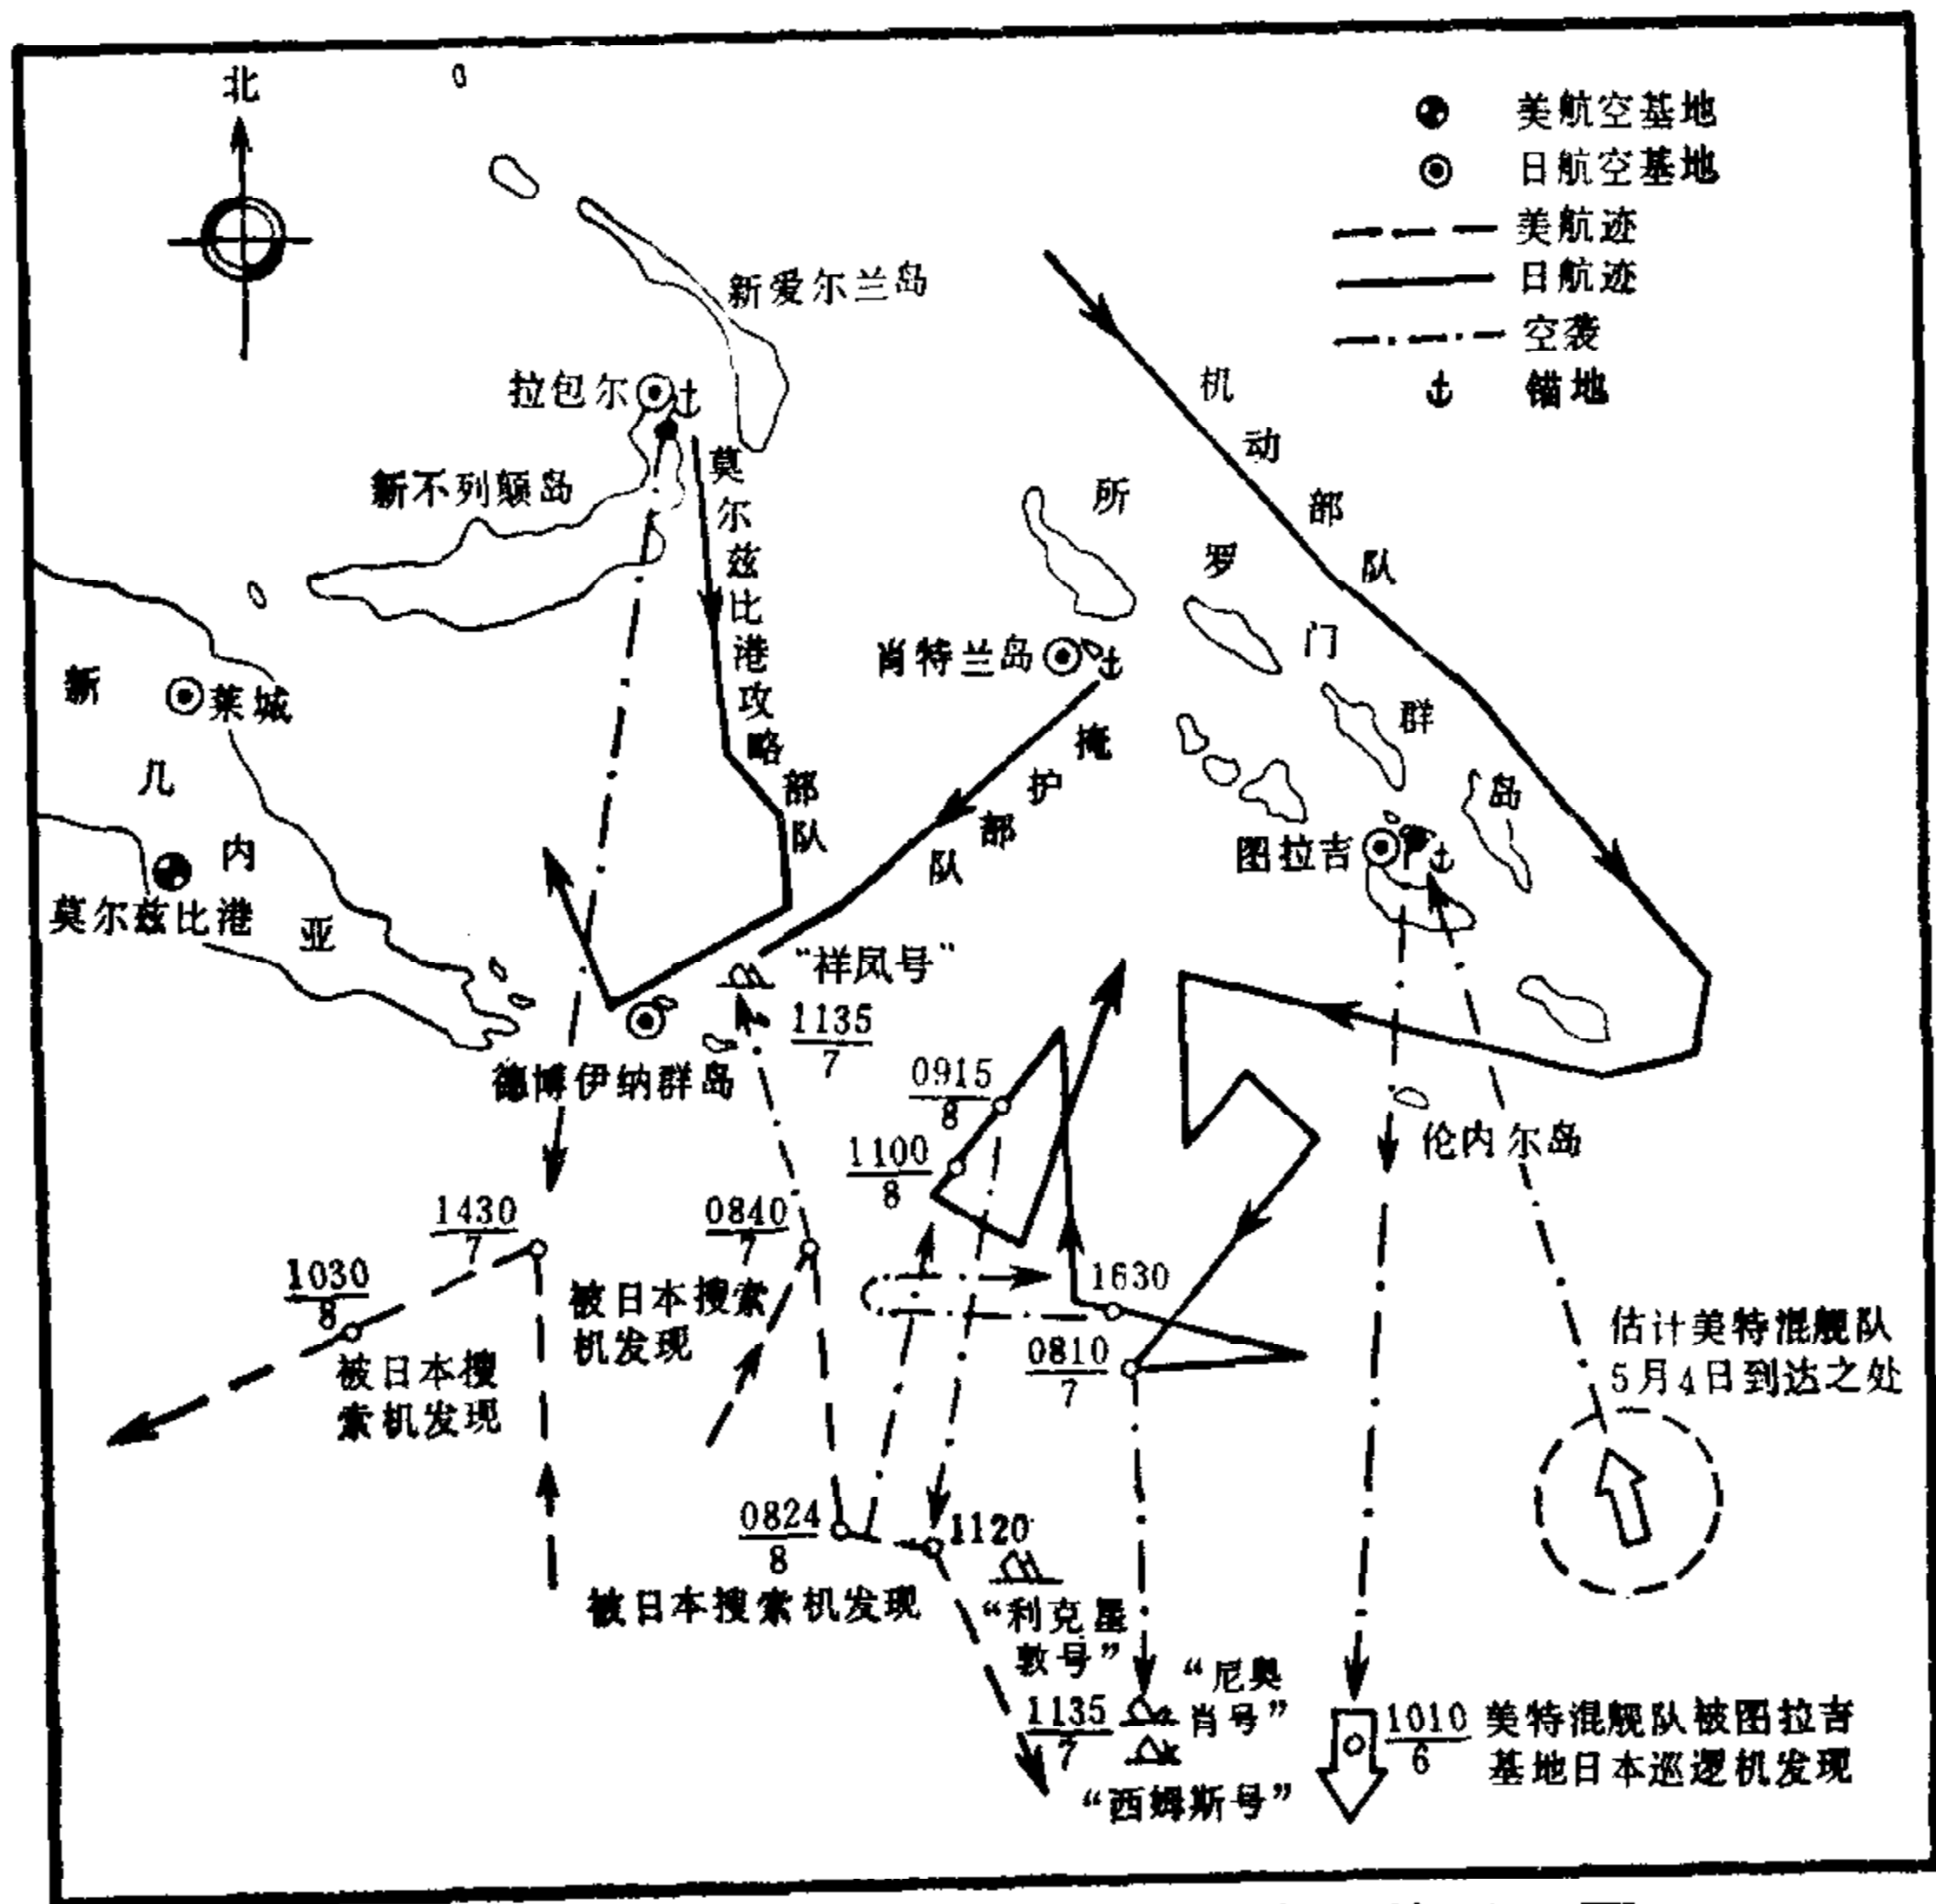 北
美航空基地
日航空基地
美航迹
日航迹
空袭
锚地
新爱尔兰岛
拉包尔
新不列颠岛
莫尔兹比港攻略部队
机动部队
所罗门群岛
肖特兰岛
掩护部队
新几内亚
莱城
莫尔兹比港
图拉吉
“祥凤号”
1135
7
德博伊纳群岛
0915
8
1100
8
伦内尔岛
1430
7
0840
7
1030
8
被日本搜索
机发现
被日本搜
索机发现
1630
0810
7
估计美特混舰队
5月4日到达之处
0824
8
1120
被日本搜索机发现
“利克星
敦号”
“尼奥
肖号”
1135
7
“西姆斯号”
1010
6
美特混舰队被图拉吉
基地日本巡逻机发现